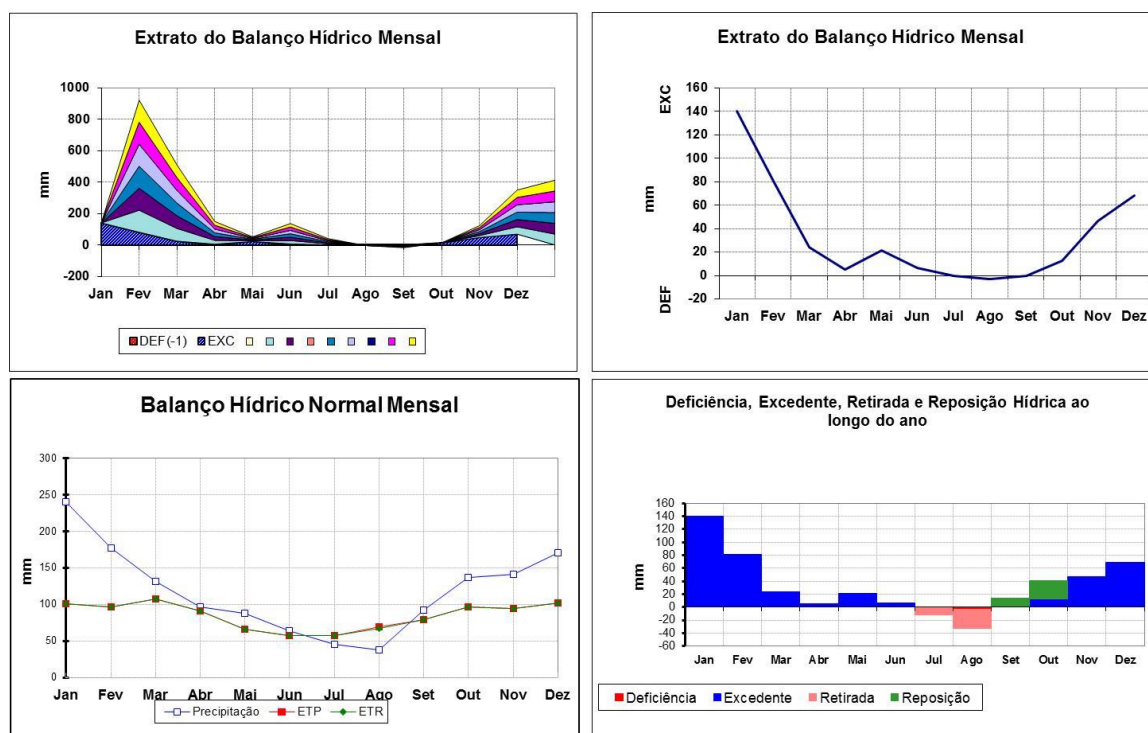 Extrato do Balanço Hídrico Mensal
mm
1000
800
600
400
200
0
-200
Jan Fev Mar Abr Mai Jun Jul Ago Set Out Nov Dez
DEF(-1) EXC
Extrato do Balanço Hídrico Mensal
DEF mm EXC
160
140
120
100
80
60
40
20
0
-20
Jan Fev Mar Abr Mai Jun Jul Ago Set Out Nov Dez
Balanço Hídrico Normal Mensal
mm
300
250
200
150
100
50
0
Jan Fev Mar Abr Mai Jun Jul Ago Set Out Nov Dez
Precipitação ETP ETR
Deficiência, Excedente, Retirada e Reposição Hídrica ao
longo do ano
mm
160
140
120
100
80
60
40
20
0
-20
-40
-60
Jan Fev Mar Abr Mai Jun Jul Ago Set Out Nov Dez
Deficiência Excedente Retirada Reposição